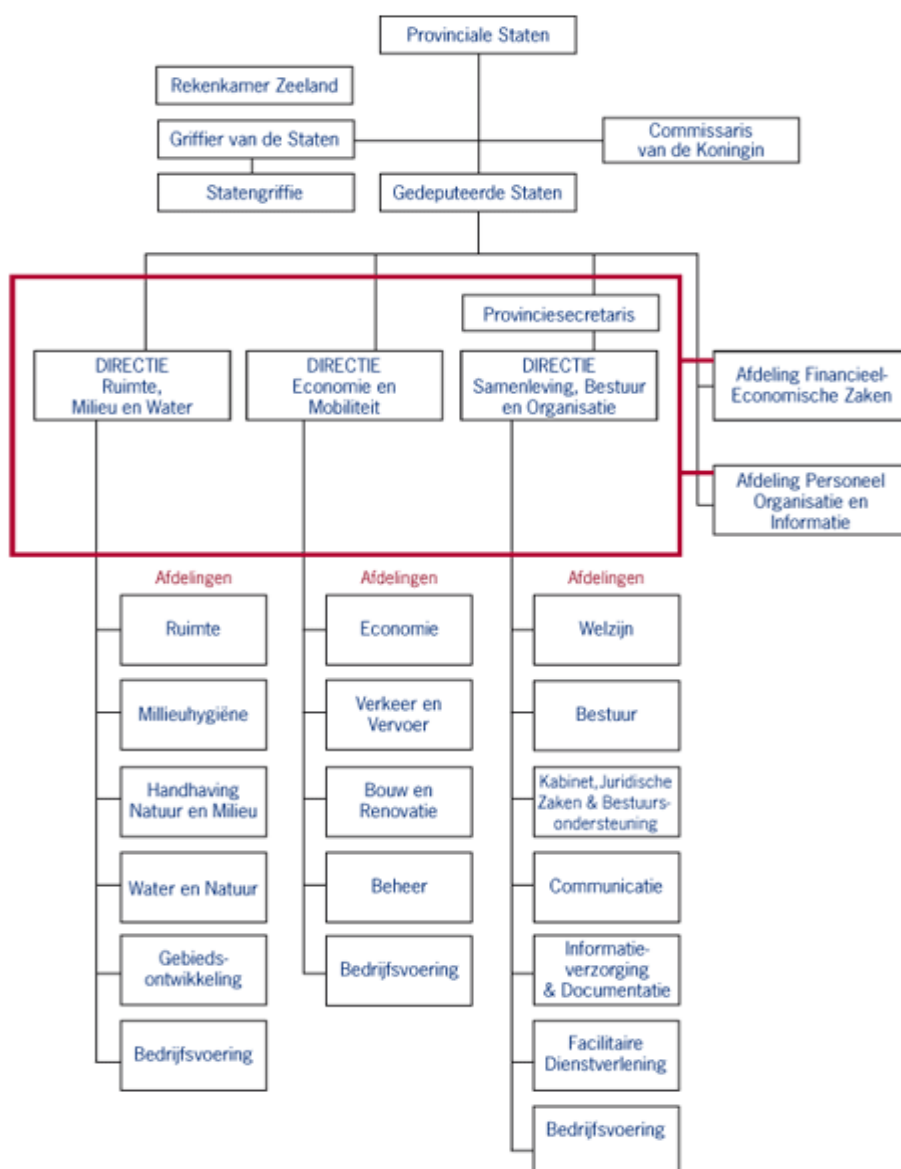 Provinciale Staten
Rekenkamer Zeeland
Griffier van de Staten
Commissaris
van de Koningin
Statengriffie
Gedeputeerde Staten
Provinciesecretaris
DIRECTIE
Ruimte,
Milieu en Water
DIRECTIE
Economie en
Mobiliteit
DIRECTIE
Samenleving, Bestuur
en Organisatie
Afdeling Financieel-
Economische Zaken
Afdeling Personeel
Organisatie en
Informatie
Afdelingen
Ruimte
Millieuhygiëne
Handhaving
Natuur en Milieu
Water en Natuur
Gebieds-
ontwikkeling
Bedrijfsvoering
Afdelingen
Economie
Verkeer en
Vervoer
Bouw en
Renovatie
Beheer
Bedrijfsvoering
Afdelingen
Welzijn
Bestuur
Kabinet,Juridische
Zaken & Bestuurs-
ondersteuning
Communicatie
Informatie-
verzorging
& Documentatie
Facilitaire
Dienstverlening
Bedrijfsvoering